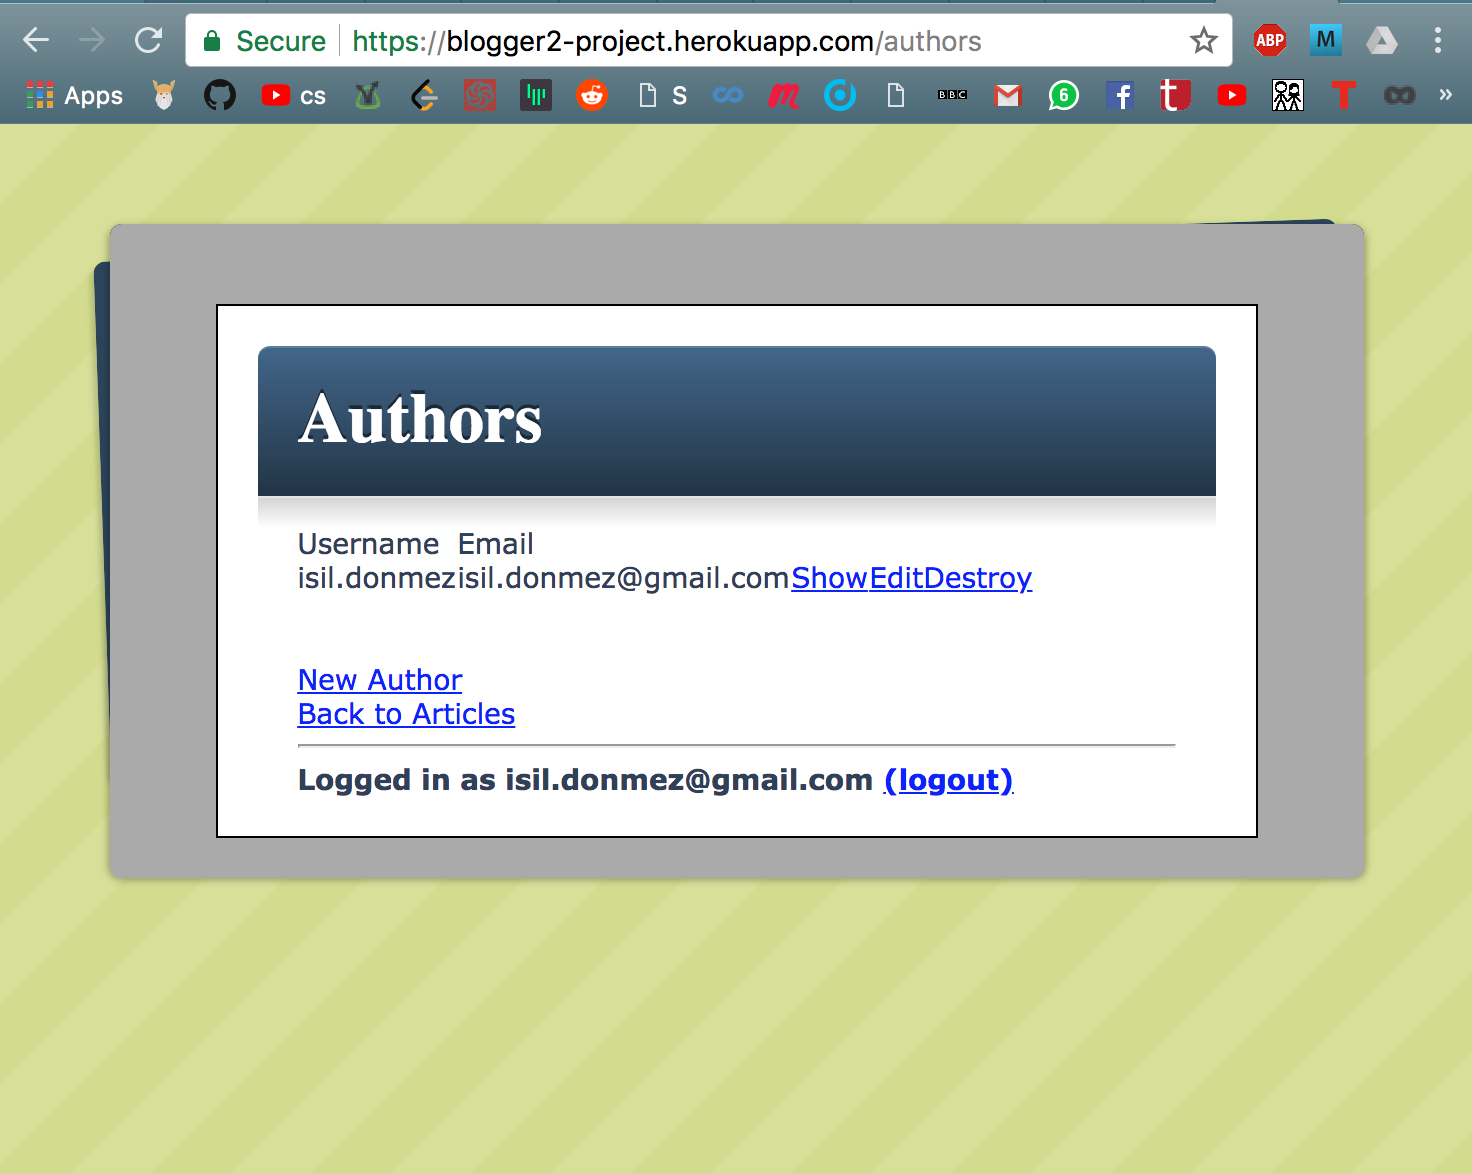 Secure https://blogger2-project.herokuapp.com/authors ABP M
Apps cs S BBC 6 »
Authors
Username Email
isil.donmezisil.donmez@gmail.comShowEditDestroy
New Author
Back to Articles
Logged in as isil.donmez@gmail.com (logout)